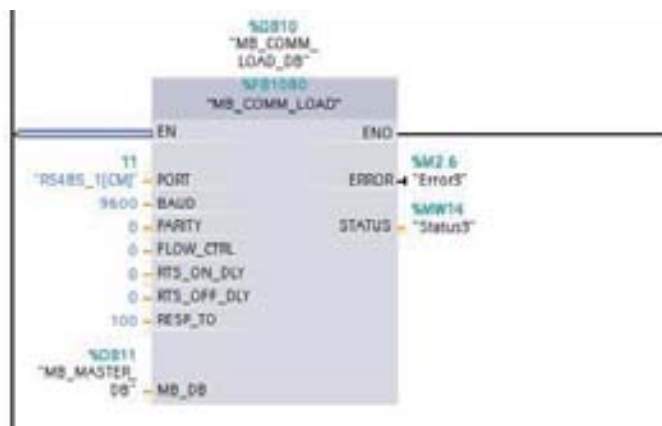 %DB10
"MB_COMM_
LOAD_DB"
%FB1080
"MB_COMM_LOAD"
EN ENO
11 %M2.6
"RS485_1[CM]" PORT ERROR "Error3"
9600 BAUD %MW14
0 PARITY STATUS "Status3"
0 FLOW_CTRL
0 RTS_ON_DLY
0 RTS_OFF_DLY
100 RESP_TO
%DB11
"MB_MASTER_
DB" MB_DB